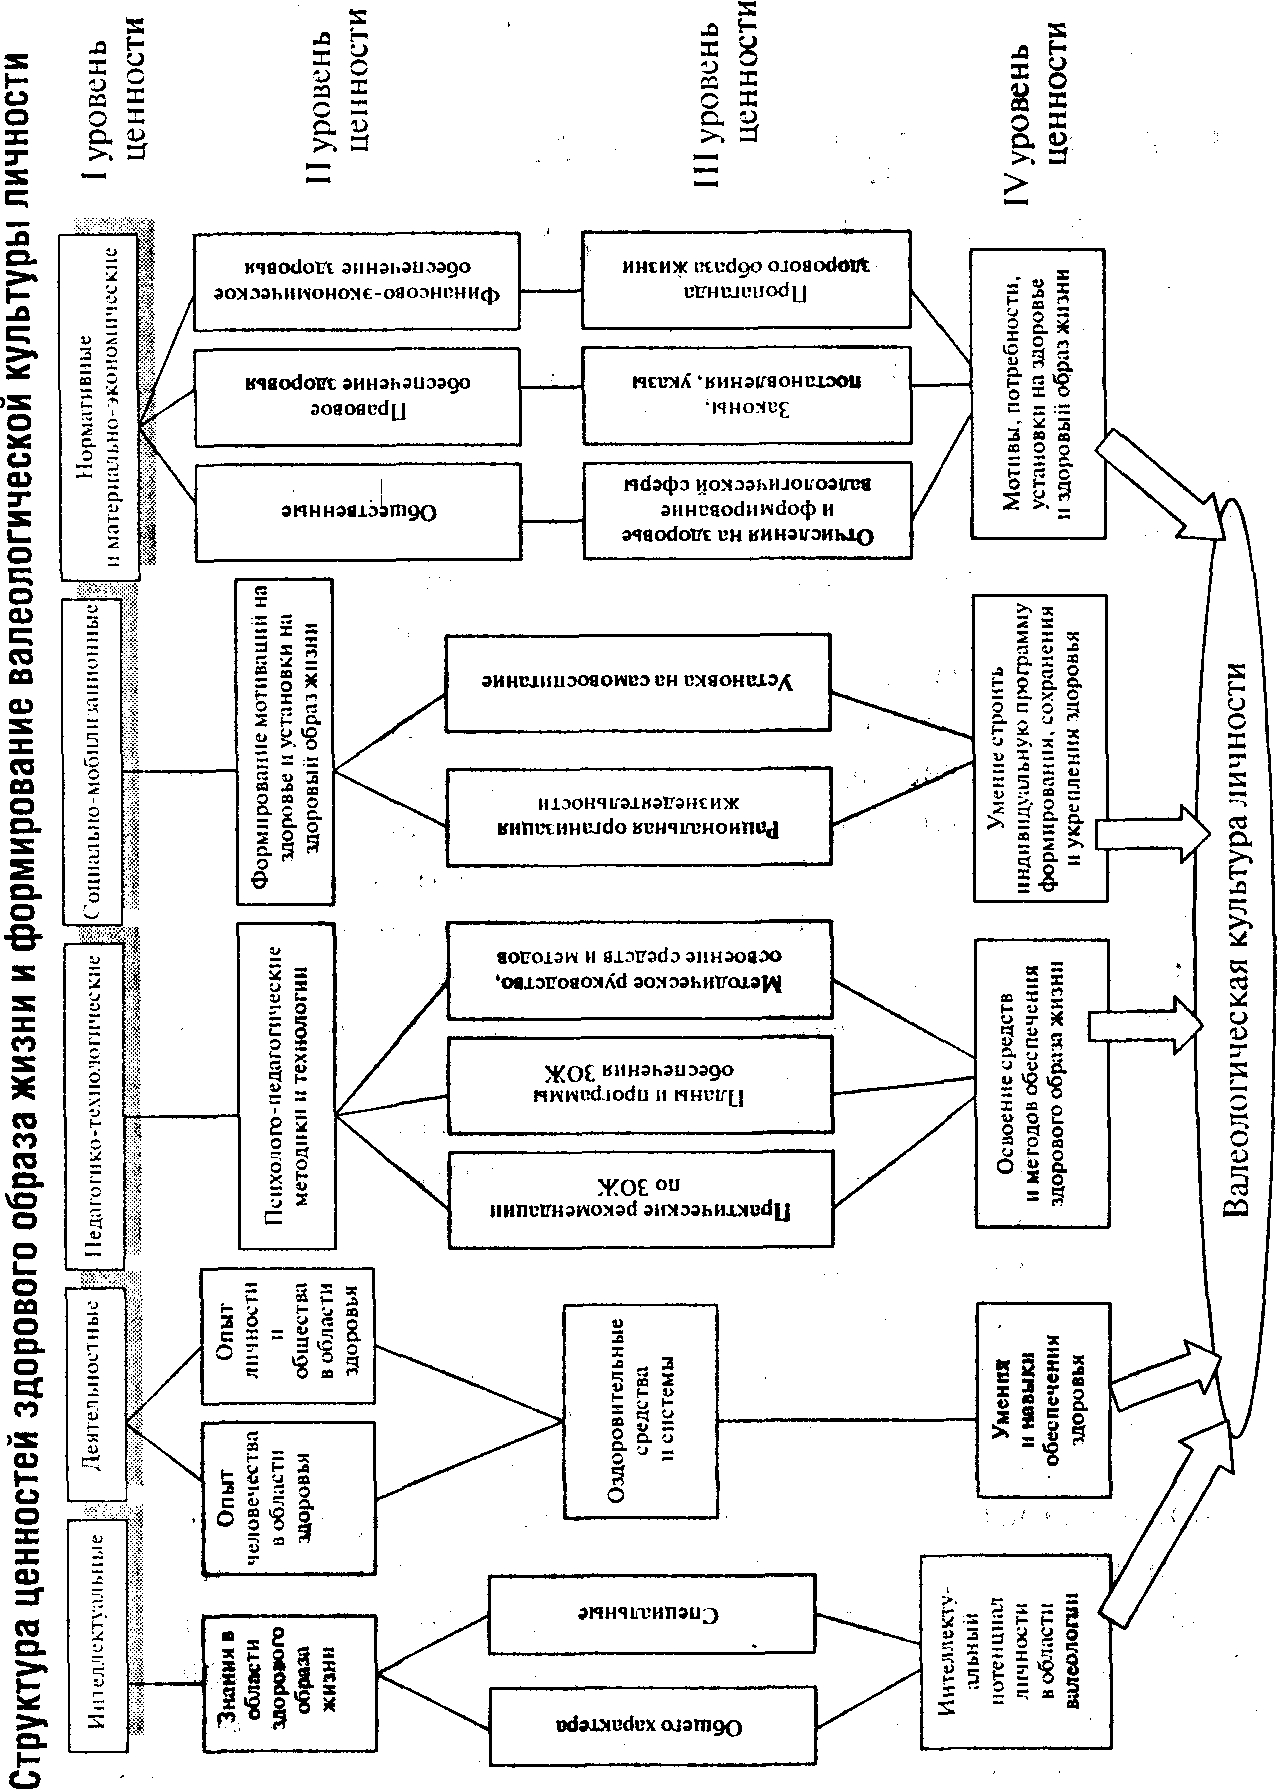 Структура ценностей здорового образа жизни и формирование валеологической культуры личности
Интеллектуальные
Деятельностные
Педагогико-технологические
Социально-мобилизационные
Нормативные
и материально-экономические
I уровень
ценности
Знания в
области
здорового
образа
жизни
Опыт
человечества
в области
здоровья
Опыт
личности
и
общества
в области
здоровья
Психолого-педагогические
методики и технологии
Формирование мотиваций на
здоровье и установки на
здоровый образ жизни
Общественные
Правовое
обеспечение здоровья
Финансово-экономическое
обеспечение здоровья
II уровень
ценности
Общего характера
Специальные
Оздоровительные
средства
и системы
Практические рекомендации
по ЗОЖ
Планы и программы
обеспечения ЗОЖ
Методическое руководство,
освоение средств и методов
Рациональная организация
жизнедеятельности
Установка на самовоспитание
Отчисления на здоровье
и формирование
валеологической сферы
Законы,
постановления, указы
Пропаганда
здорового образа жизни
III уровень
ценности
Интеллекту-
альный
потенциал
личности
в области
валеологии
Умения
и навыки
обеспечения
здоровья
Освоение средств
и методов обеспечения
здорового образа жизни
Умение строить
индивидуальную программу
формирования, сохранения
и укрепления здоровья
Мотивы, потребности,
установки на здоровье
и здоровый образ жизни
IV уровень
ценности
Валеологическая культура личности